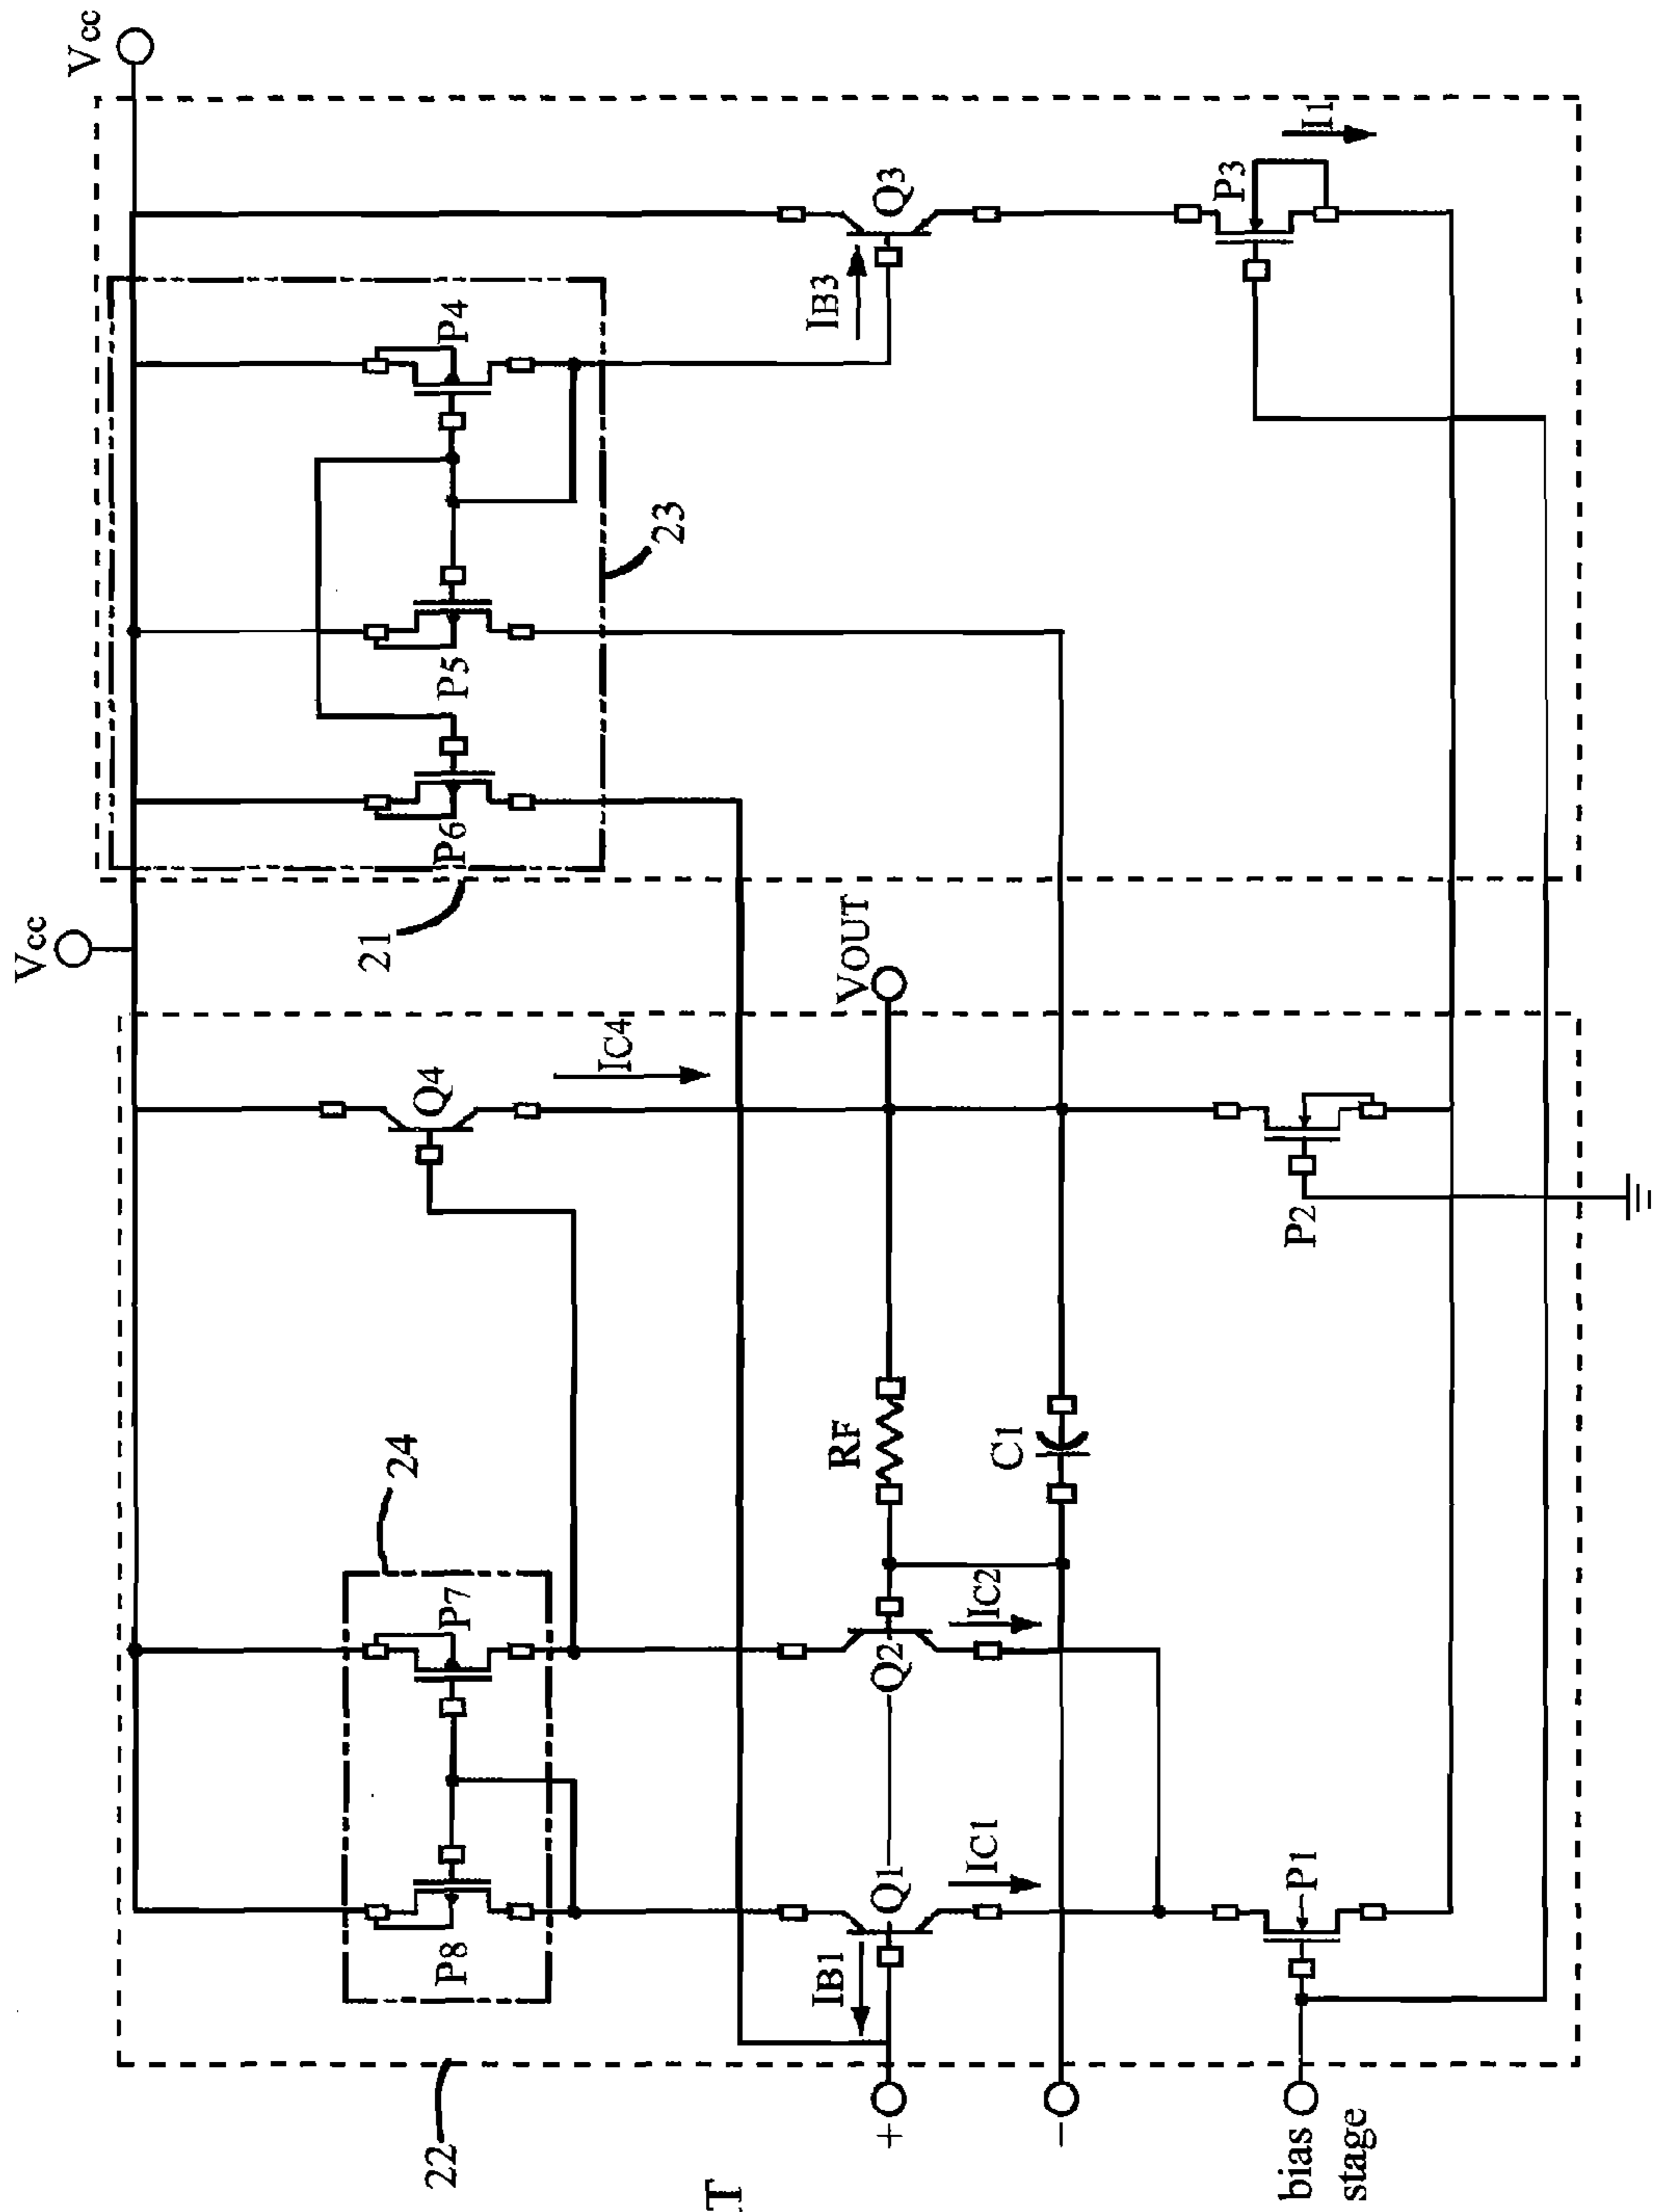 Vcc
Vcc
22
24
21
23
P8
P7
Q4
IC4
P6
P5
P4
IB3
Q3
+
IB1
Q1
Q2
RF
VOUT
-
IC1
IC2
C1
bias
stage
P1
P2
P3
I1
T